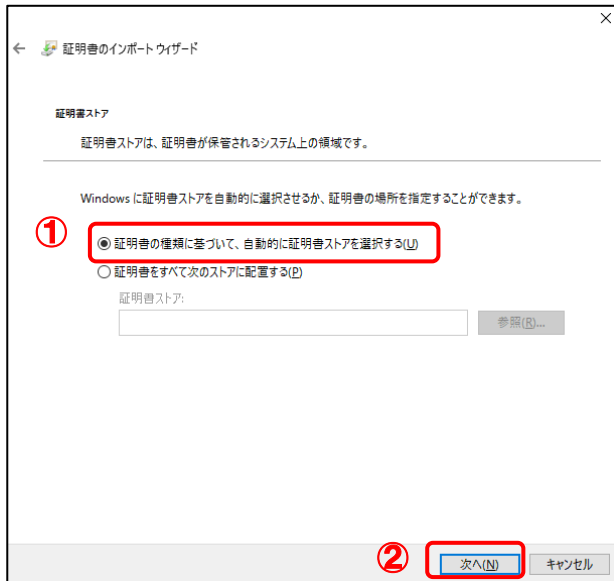 ×
← 証明書のインポート ウィザード
証明書ストア
証明書ストアは、証明書が保管されるシステム上の領域です。
Windows に証明書ストアを自動的に選択させるか、証明書の場所を指定することができます。
①
証明書の種類に基づいて、自動的に証明書ストアを選択する(U)
証明書をすべて次のストアに配置する(P)
証明書ストア:
参照(R)...
②
次へ(N)
キャンセル